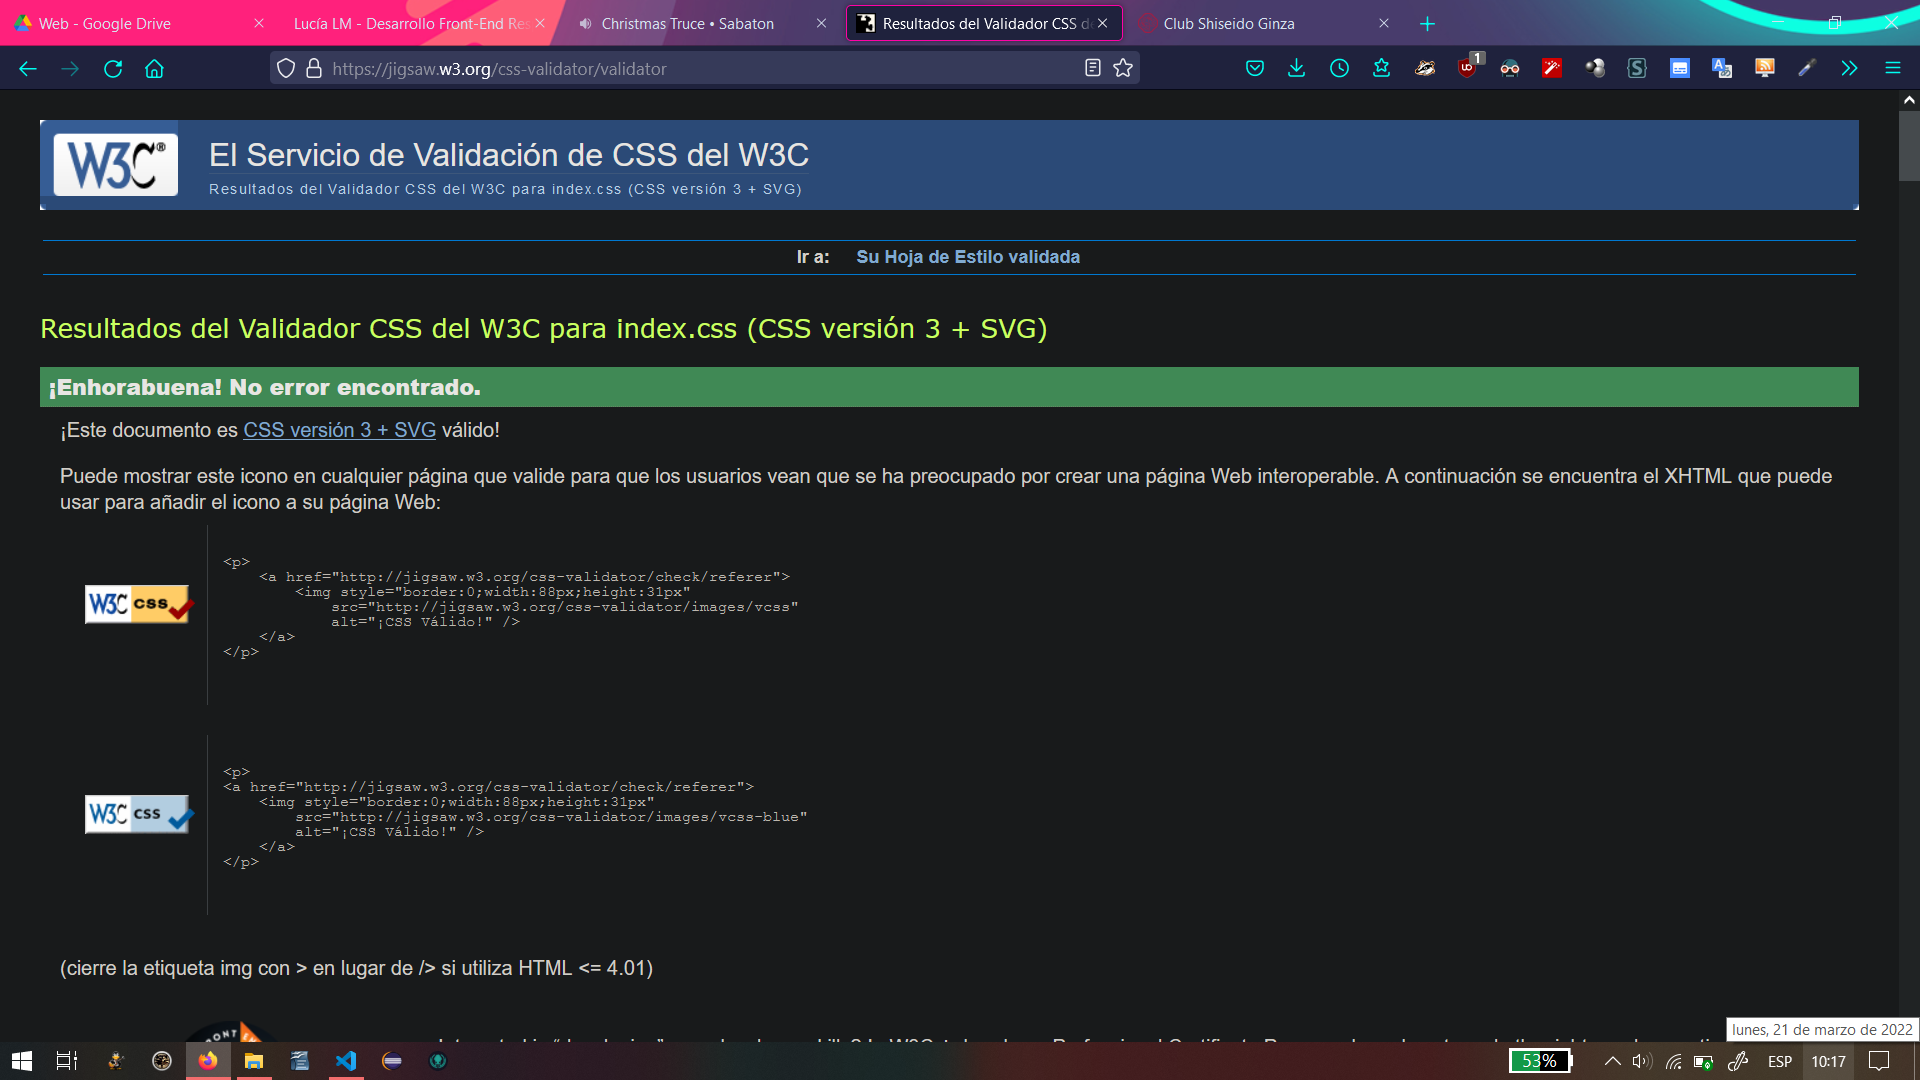 Web - Google Drive
Lucía LM - Desarrollo Front-End Res
Christmas Truce • Sabaton
Resultados del Validador CSS de
Club Shiseido Ginza
https://jigsaw.w3.org/css-validator/validator
1
W3C®
El Servicio de Validación de CSS del W3C
Resultados del Validador CSS del W3C para index.css (CSS versión 3 + SVG)
Ir a: Su Hoja de Estilo validada
Resultados del Validador CSS del W3C para index.css (CSS versión 3 + SVG)
¡Enhorabuena! No error encontrado.
¡Este documento es CSS versión 3 + SVG válido!
Puede mostrar este icono en cualquier página que valide para que los usuarios vean que se ha preocupado por crear una página Web interoperable. A continuación se encuentra el XHTML que puede
usar para añadir el icono a su página Web:
W3C css
<p>
<a href="http://jigsaw.w3.org/css-validator/check/referer">
<img style="border:0;width:88px;height:31px"
src="http://jigsaw.w3.org/css-validator/images/vcss"
alt="¡CSS Válido!" />
</a>
</p>
W3C css
<p>
<a href="http://jigsaw.w3.org/css-validator/check/referer">
<img style="border:0;width:88px;height:31px"
src="http://jigsaw.w3.org/css-validator/images/vcss-blue"
alt="¡CSS Válido!" />
</a>
</p>
(cierre la etiqueta img con > en lugar de /> si utiliza HTML <= 4.01)
lunes, 21 de marzo de 2022
53%
ESP
10:17